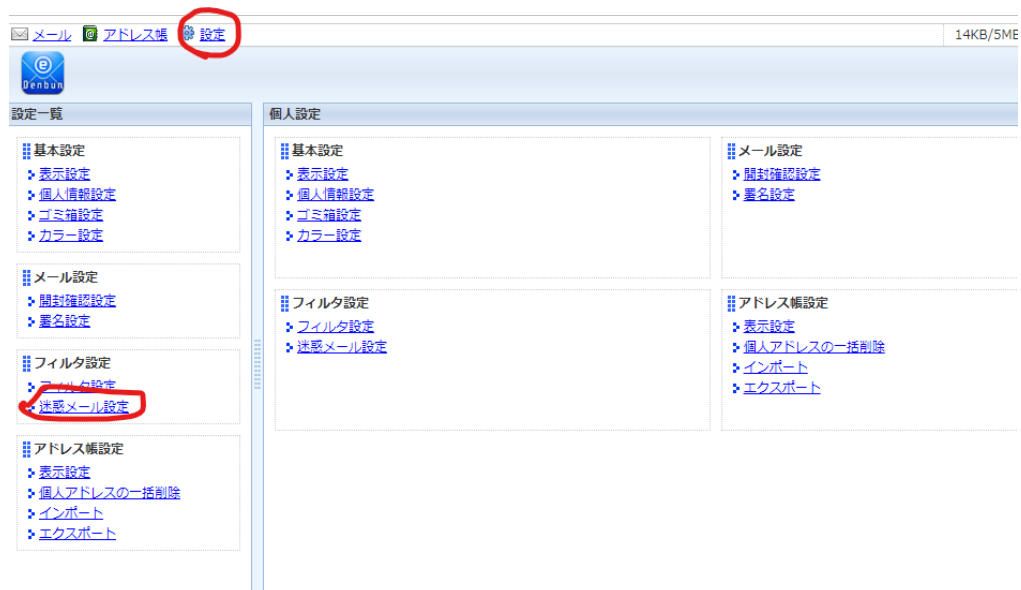 メール アドレス帳 設定
14KB/5MB
Denbun
設定一覧
基本設定
表示設定
個人情報設定
ゴミ箱設定
カラー設定
メール設定
開封確認設定
署名設定
フィルタ設定
フィルタ設定
迷惑メール設定
アドレス帳設定
表示設定
個人アドレスの一括削除
インポート
エクスポート
個人設定
基本設定
表示設定
個人情報設定
ゴミ箱設定
カラー設定
メール設定
開封確認設定
署名設定
フィルタ設定
フィルタ設定
迷惑メール設定
アドレス帳設定
表示設定
個人アドレスの一括削除
インポート
エクスポート